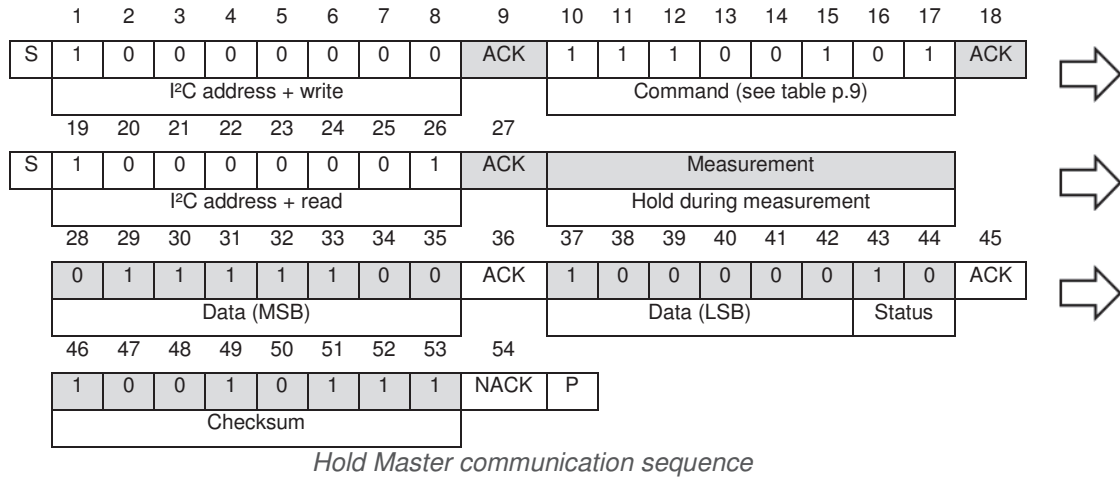 1 2 3 4 5 6 7 8 9 10 11 12 13 14 15 16 17 18
S 1 0 0 0 0 0 0 0 ACK 1 1 1 0 0 1 0 1 ACK
I²C address + write Command (see table p.9)
19 20 21 22 23 24 25 26 27
S 1 0 0 0 0 0 0 1 ACK Measurement
I²C address + read Hold during measurement
28 29 30 31 32 33 34 35 36 37 38 39 40 41 42 43 44 45
0 1 1 1 1 1 0 0 ACK 1 0 0 0 0 0 1 0 ACK
Data (MSB) Data (LSB) Status
46 47 48 49 50 51 52 53 54
1 0 0 1 0 1 1 1 NACK P
Checksum
Hold Master communication sequence